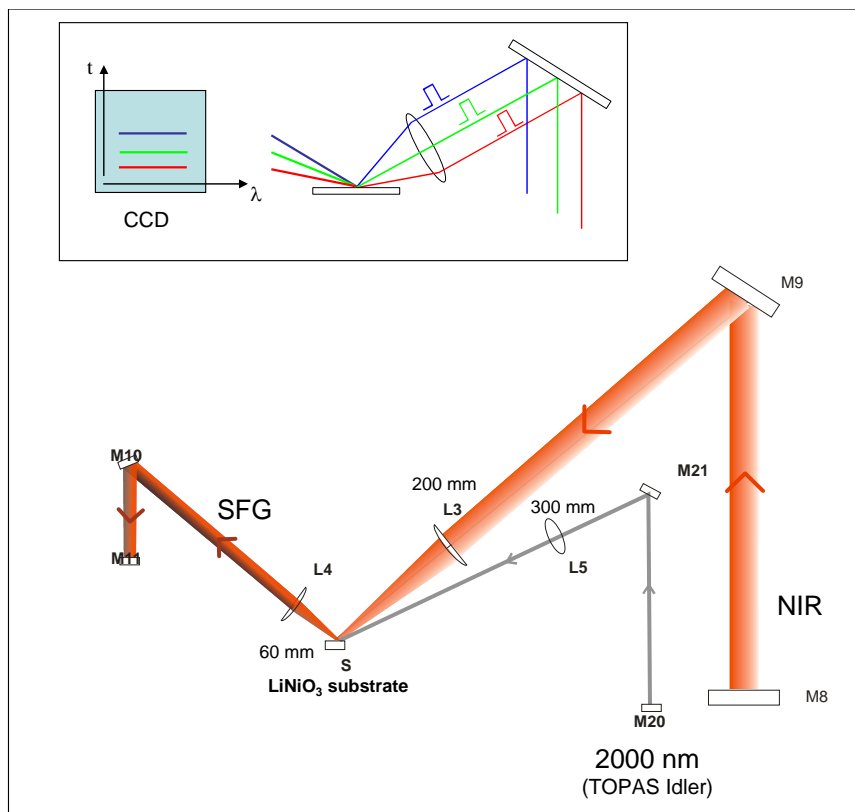 t
λ
CCD
M9
M10
SFG
200 mm
L3
M21
300 mm
L5
M11
L4
NIR
60 mm
S
LiNiO₃ substrate
M8
M20
2000 nm
(TOPAS Idler)